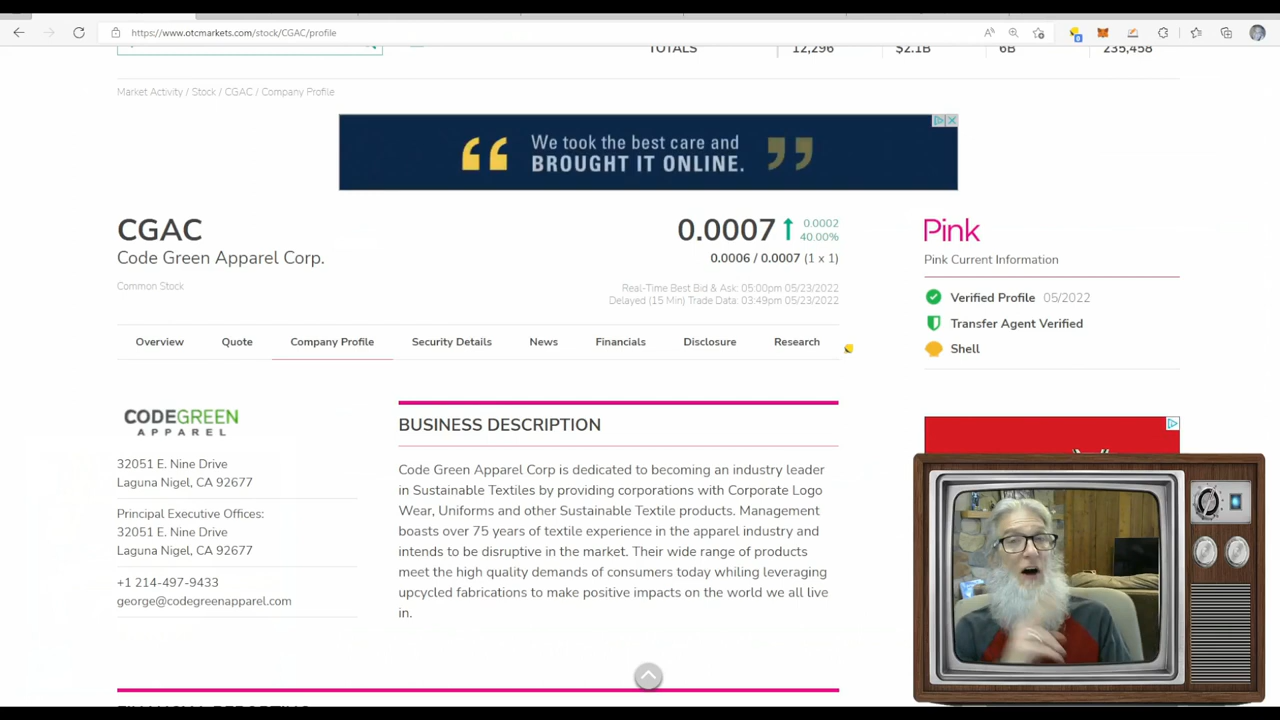 https://www.otcmarkets.com/stock/CGAC/profile
TOTALS 12,296 $2.1B 6B 235,458
Market Activity / Stock / CGAC / Company Profile
We took the best care and
BROUGHT IT ONLINE.
CGAC
Code Green Apparel Corp.
Common Stock
0.0007 0.0002
40.00%
0.0006 / 0.0007 (1 x 1)
Real-Time Best Bid & Ask: 05:00pm 05/23/2022
Delayed (15 Min) Trade Data: 03:49pm 05/23/2022
Pink
Pink Current Information
Verified Profile 05/2022
Transfer Agent Verified
Shell
Overview Quote Company Profile Security Details News Financials Disclosure Research
CODEGREEN
APPAREL
32051 E. Nine Drive
Laguna Nigel, CA 92677
Principal Executive Offices:
32051 E. Nine Drive
Laguna Nigel, CA 92677
+1 214-497-9433
george@codegreenapparel.com
BUSINESS DESCRIPTION
Code Green Apparel Corp is dedicated to becoming an industry leader
in Sustainable Textiles by providing corporations with Corporate Logo
Wear, Uniforms and other Sustainable Textile products. Management
boasts over 75 years of textile experience in the apparel industry and
intends to be disruptive in the market. Their wide range of products
meet the high quality demands of consumers today whiling leveraging
upcycled fabrications to make positive impacts on the world we all live
in.